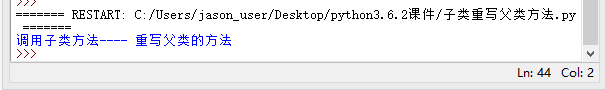 >>>
======= RESTART: C:/Users/jason_user/Desktop/python3.6.2课件/子类重写父类方法.py
=======
调用子类方法---- 重写父类的方法
>>>
Ln: 44 Col: 2